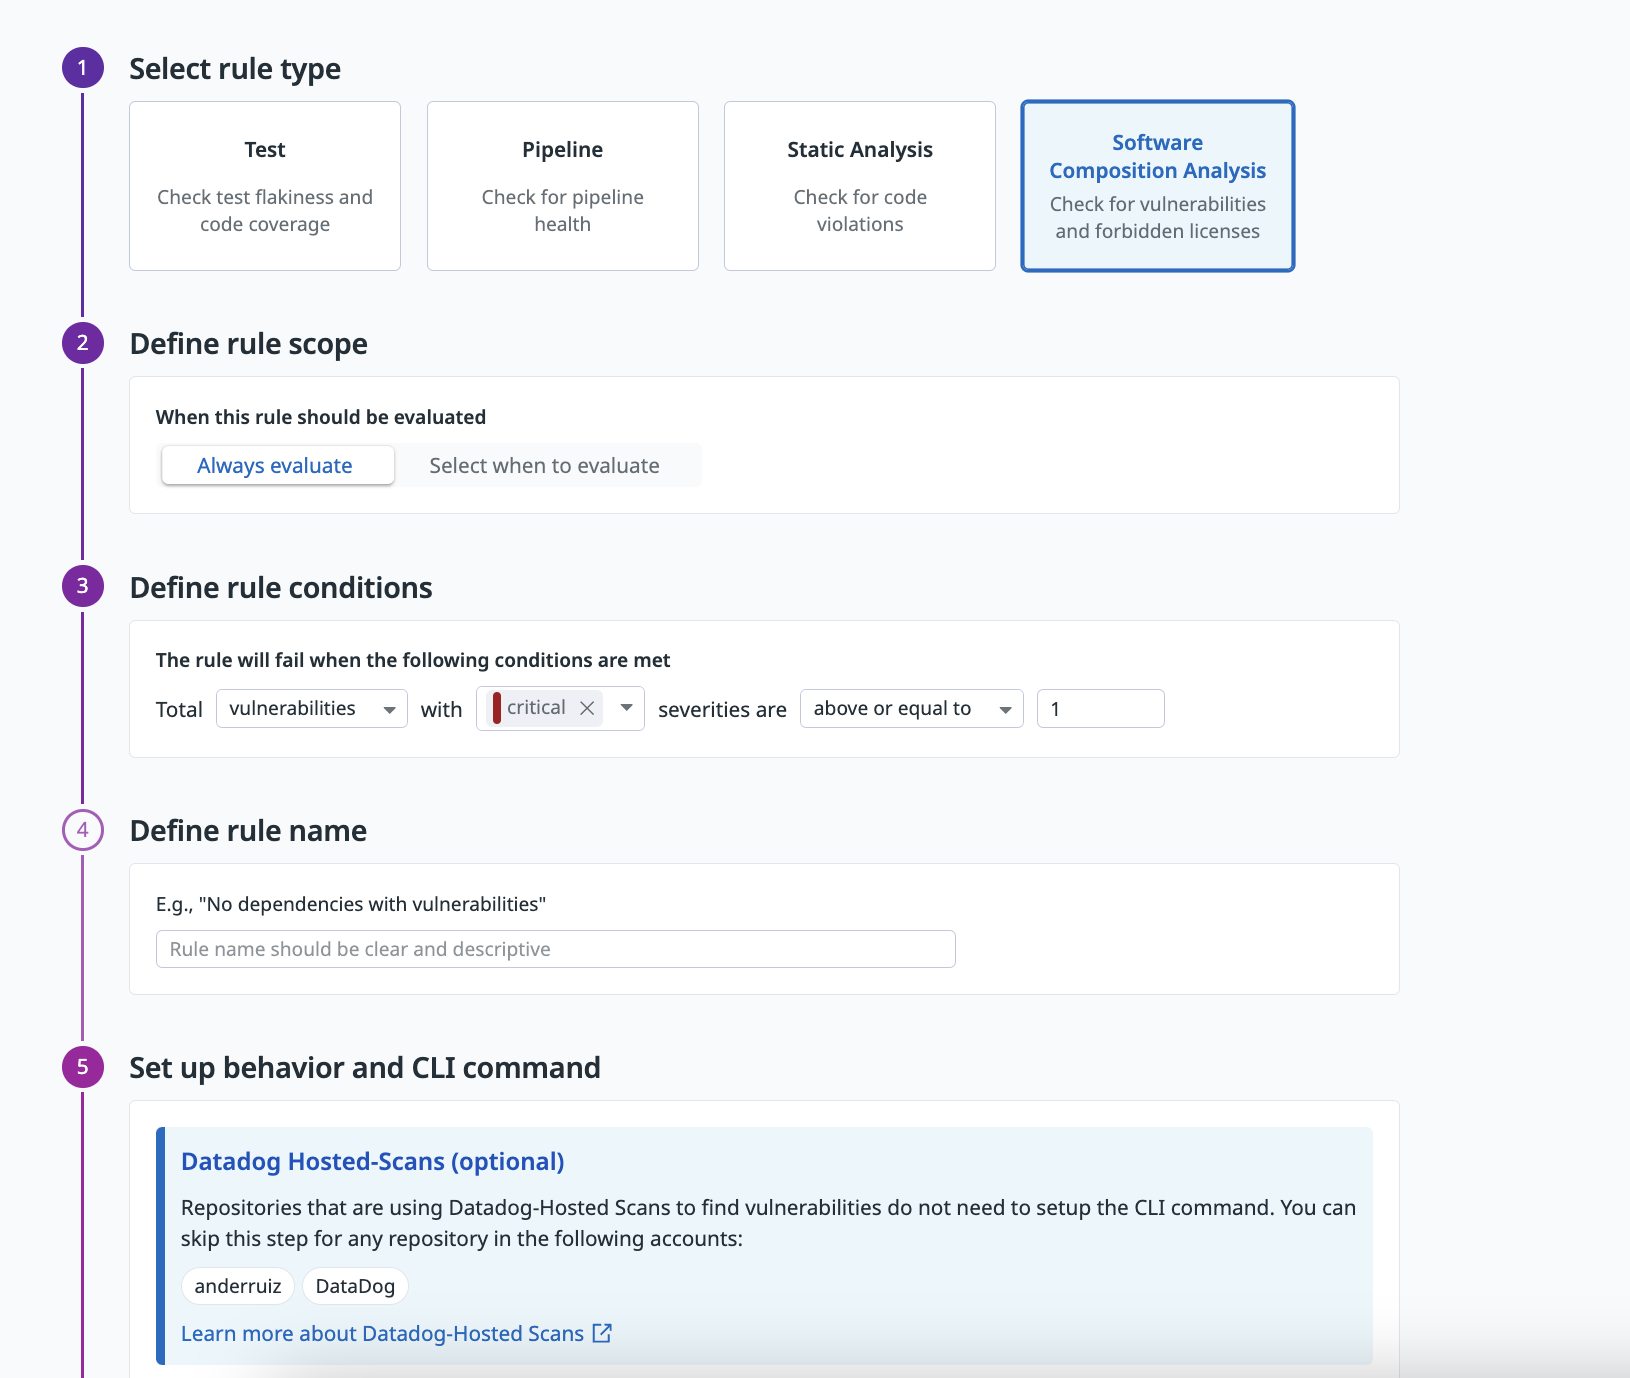 1
Select rule type
Test
Check test flakiness and
code coverage
Pipeline
Check for pipeline
health
Static Analysis
Check for code
violations
Software
Composition Analysis
Check for vulnerabilities
and forbidden licenses
2
Define rule scope
When this rule should be evaluated
Always evaluate Select when to evaluate
3
Define rule conditions
The rule will fail when the following conditions are met
Total vulnerabilities with critical severities are above or equal to 1
4
Define rule name
E.g., "No dependencies with vulnerabilities"
Rule name should be clear and descriptive
5
Set up behavior and CLI command
Datadog Hosted-Scans (optional)
Repositories that are using Datadog-Hosted Scans to find vulnerabilities do not need to setup the CLI command. You can
skip this step for any repository in the following accounts:
anderruiz DataDog
Learn more about Datadog-Hosted Scans